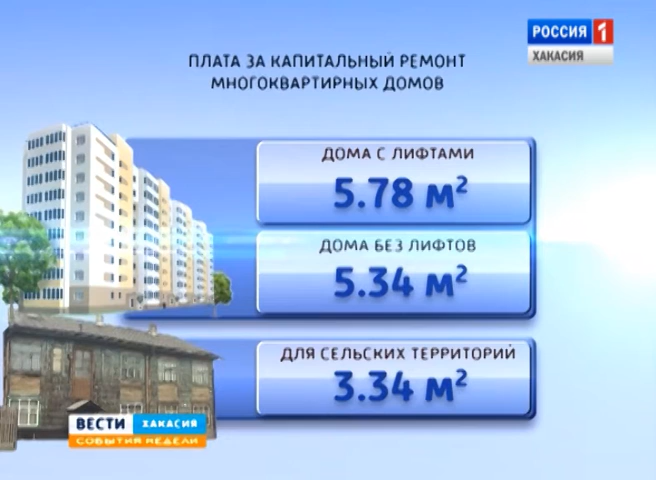 РОССИЯ 1
ХАКАСИЯ
ПЛАТА ЗА КАПИТАЛЬНЫЙ РЕМОНТ
МНОГОКВАРТИРНЫХ ДОМОВ
ДОМА С ЛИФТАМИ
5.78 м²
ДОМА БЕЗ ЛИФТОВ
5.34 м²
ДЛЯ СЕЛЬСКИХ ТЕРРИТОРИЙ
3.34 м²
ВЕСТИ ХАКАСИЯ
СОБЫТИЯ НЕДЕЛИ